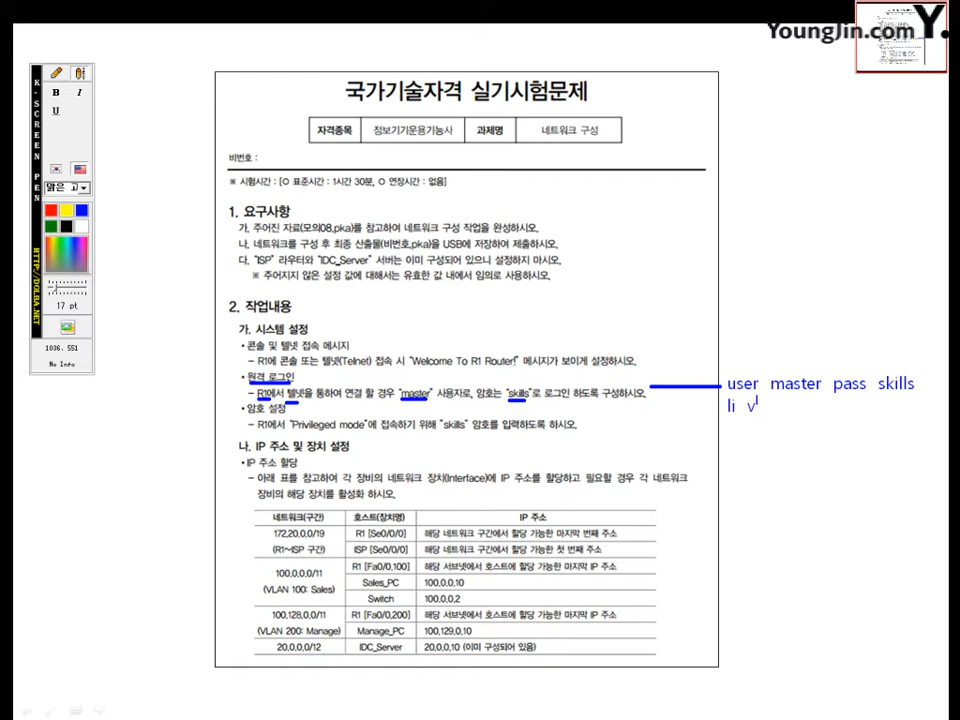 YoungJin.com Y.
K-SCREEN PEN
HTTP://DOLBA.NET
B I
U
맑은 고
17 pt
1036, 551
No Info
국가기술자격 실기시험문제
자격종목 정보기기운용기능사 과제명 네트워크 구성
비번호 :
※ 시험시간 : [○ 표준시간 : 1시간 30분, ○ 연장시간 : 없음]
1. 요구사항
가. 주어진 자료(모의08.pka)를 참고하여 네트워크 구성 작업을 완성하시오.
나. 네트워크를 구성 후 최종 산출물(비번호.pka)을 USB에 저장하여 제출하시오.
다. "ISP" 라우터와 "IDC_Server" 서버는 이미 구성되어 있으니 설정하지 마시오.
※ 주어지지 않은 설정 값에 대해서는 유효한 값 내에서 임의로 사용하시오.
2. 작업내용
가. 시스템 설정
• 콘솔 및 텔넷 접속 메시지
- R1에 콘솔 또는 텔넷(Telnet) 접속 시 "Welcome To R1 Router!" 메시지가 보이게 설정하시오.
• 원격 로그인
- R1에서 텔넷을 통하여 연결 할 경우 "master" 사용자로, 암호는 "skills"로 로그인 하도록 구성하시오.
user master pass skills
li v
• 암호 설정
- R1에서 "Privileged mode"에 접속하기 위해 "skills" 암호를 입력하도록 하시오.
나. IP 주소 및 장치 설정
• IP 주소 할당
- 아래 표를 참고하여 각 장비의 네트워크 장치(Interface)에 IP 주소를 할당하고 필요할 경우 각 네트워크
장비의 해당 장치를 활성화 하시오.
네트워크(구간) 호스트(장치명) IP 주소
172.20.0.0/19 R1 [Se0/0/0] 해당 네트워크 구간에서 할당 가능한 마지막 번째 주소
(R1~ISP 구간) ISP [Se0/0/0] 해당 네트워크 구간에서 할당 가능한 첫 번째 주소
100.0.0.0/11 R1 [Fa0/0.100] 해당 서브넷에서 호스트에 할당 가능한 마지막 IP 주소
(VLAN 100: Sales) Sales_PC 100.0.0.10
Switch 100.0.0.2
100.128.0.0/11 R1 [Fa0/0.200] 해당 서브넷에서 호스트에 할당 가능한 마지막 IP 주소
(VLAN 200: Manage) Manage_PC 100.129.0.10
20.0.0.0/12 IDC_Server 20.0.0.10 (이미 구성되어 있음)